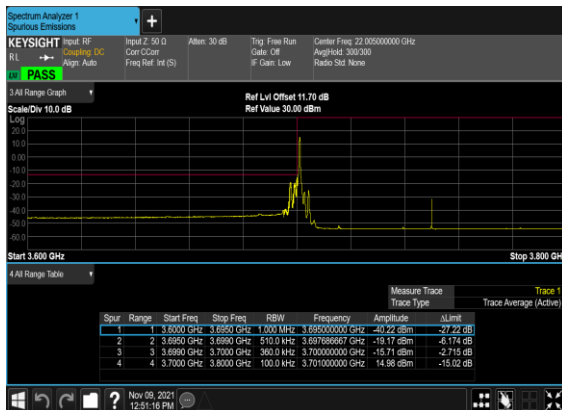 Spectrum Analyzer 1
Spurious Emissions
KEYSIGHT Input: RF Input Z: 50 Ω Atten: 30 dB Trig: Free Run Center Freq: 22.005000000 GHz
RL Coupling: DC Corr CCorr Gate: Off Avg|Hold: 300/300
Align: Auto Freq Ref: Int (S) IF Gain: Low Radio Std: None
PASS
3 All Range Graph
Ref Lvl Offset 11.70 dB
Scale/Div 10.0 dB Ref Value 30.00 dBm
Log
20.0
10.0
0.00
-10.0
-20.0
-30.0
-40.0
-50.0
-60.0
Start 3.600 GHz Stop 3.800 GH
4 All Range Table
Measure Trace Trace 1
Trace Type Trace Average (Active)
Spur Range Start Freq Stop Freq RBW Frequency Amplitude ΔLimit
1 1 3.6000 GHz 3.6950 GHz 1.000 MHz 3.695000000 GHz -40.22 dBm -27.22 dB
2 2 3.6950 GHz 3.6990 GHz 510.0 kHz 3.697686667 GHz -19.17 dBm -6.174 dB
3 3 3.6990 GHz 3.7000 GHz 360.0 kHz 3.700000000 GHz -15.71 dBm -2.715 dB
4 4 3.7000 GHz 3.8000 GHz 100.0 kHz 3.701000000 GHz 14.98 dBm -15.02 dB
Nov 09, 2021
12:51:16 PM